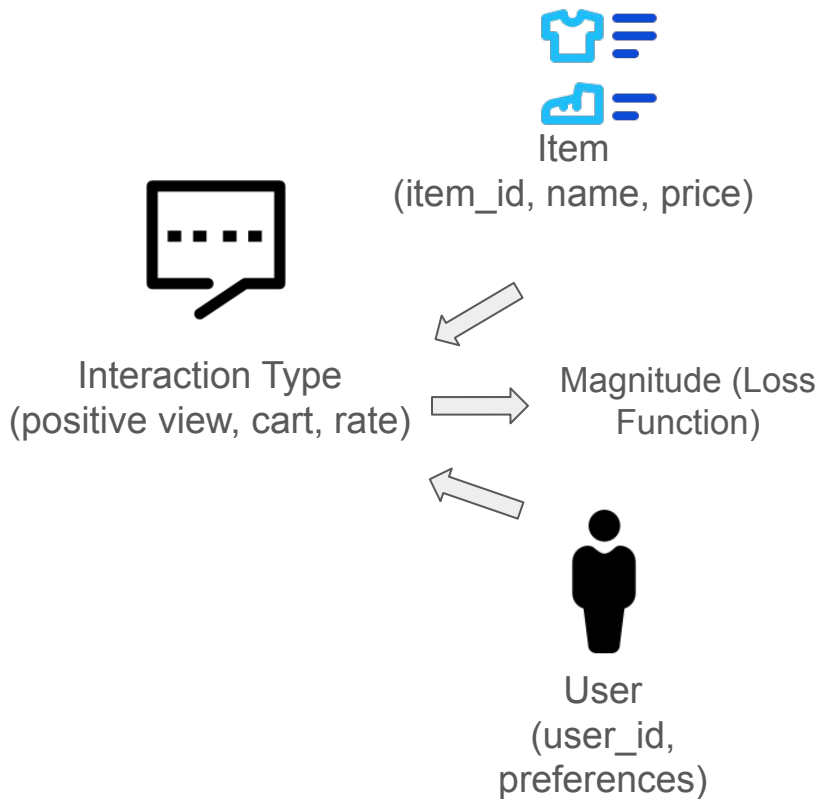 Item
(item_id, name, price)
Interaction Type
(positive view, cart, rate)
Magnitude (Loss
Function)
User
(user_id,
preferences)